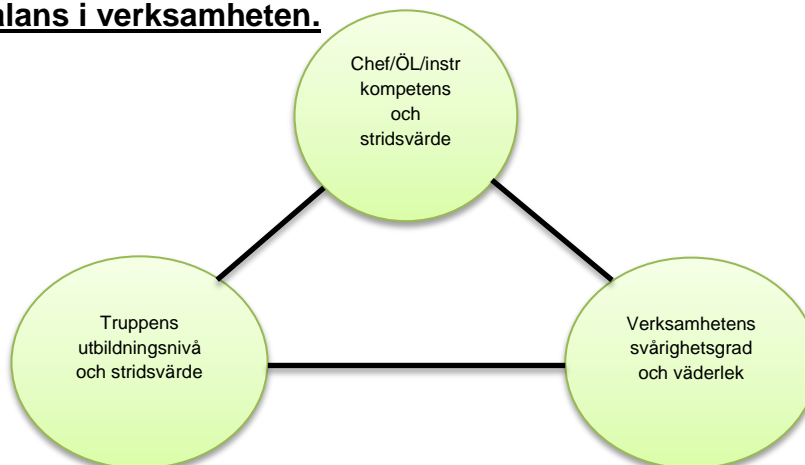 alans i verksamheten.
Chef/ÖL/instr
kompetens
och
stridsvärde
Truppens
utbildningsnivå
och stridsvärde
Verksamhetens
svårighetsgrad
och väderlek